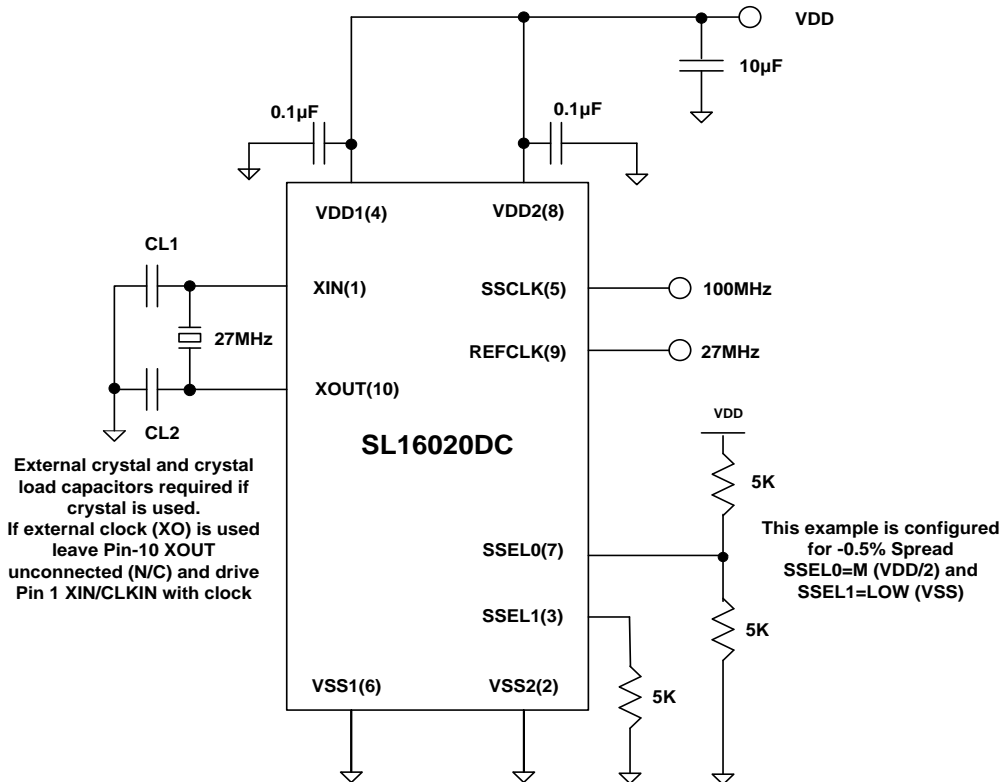 VDD
10µF
0.1µF
0.1µF
VDD1(4)
VDD2(8)
CL1
XIN(1)
SSCLK(5)
100MHz
27MHz
REFCLK(9)
27MHz
XOUT(10)
CL2
SL16020DC
VDD
5K
External crystal and crystal
load capacitors required if
crystal is used.
If external clock (XO) is used
leave Pin-10 XOUT
unconnected (N/C) and drive
Pin 1 XIN/CLKIN with clock
This example is configured
for -0.5% Spread
SSEL0=M (VDD/2) and
SSEL1=LOW (VSS)
SSEL0(7)
SSEL1(3)
5K
5K
VSS1(6)
VSS2(2)